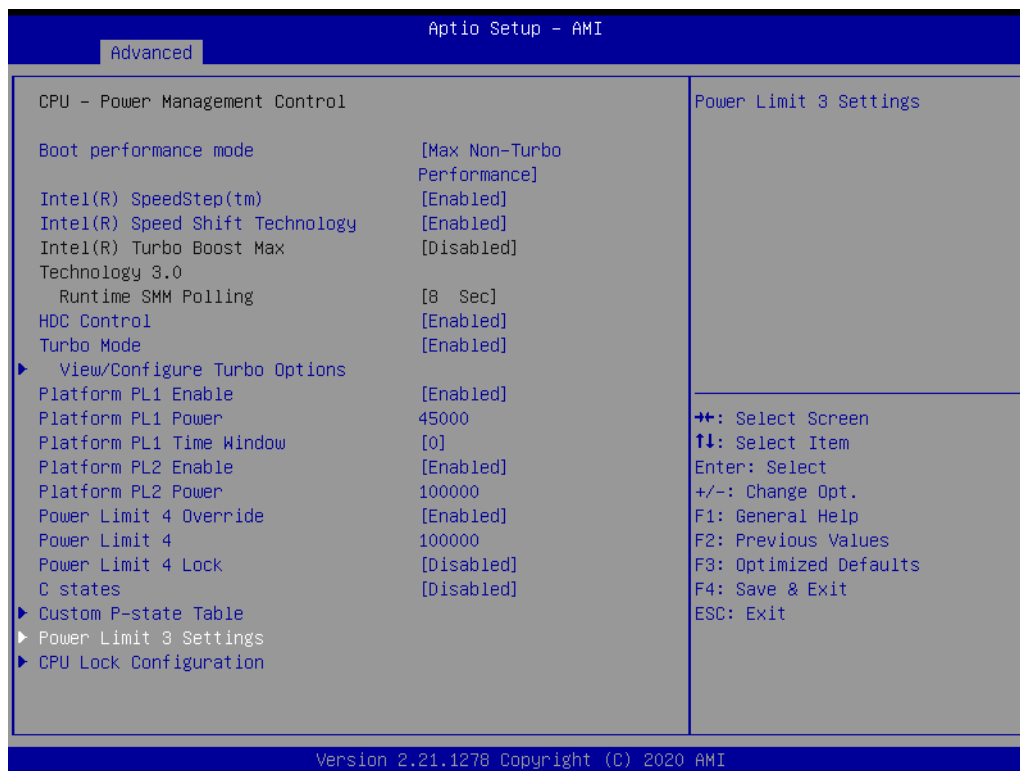 Aptio Setup – AMI
Advanced
CPU – Power Management Control
Boot performance mode [Max Non-Turbo
Performance]
Intel(R) SpeedStep(tm) [Enabled]
Intel(R) Speed Shift Technology [Enabled]
Intel(R) Turbo Boost Max [Disabled]
Technology 3.0
Runtime SMM Polling [8 Sec]
HDC Control [Enabled]
Turbo Mode [Enabled]
View/Configure Turbo Options
Platform PL1 Enable [Enabled]
Platform PL1 Power 45000
Platform PL1 Time Window [0]
Platform PL2 Enable [Enabled]
Platform PL2 Power 100000
Power Limit 4 Override [Enabled]
Power Limit 4 100000
Power Limit 4 Lock [Disabled]
C states [Disabled]
Custom P-state Table
Power Limit 3 Settings
CPU Lock Configuration
Power Limit 3 Settings
→←: Select Screen
↑↓: Select Item
Enter: Select
+/-: Change Opt.
F1: General Help
F2: Previous Values
F3: Optimized Defaults
F4: Save & Exit
ESC: Exit
Version 2.21.1278 Copyright (C) 2020 AMI